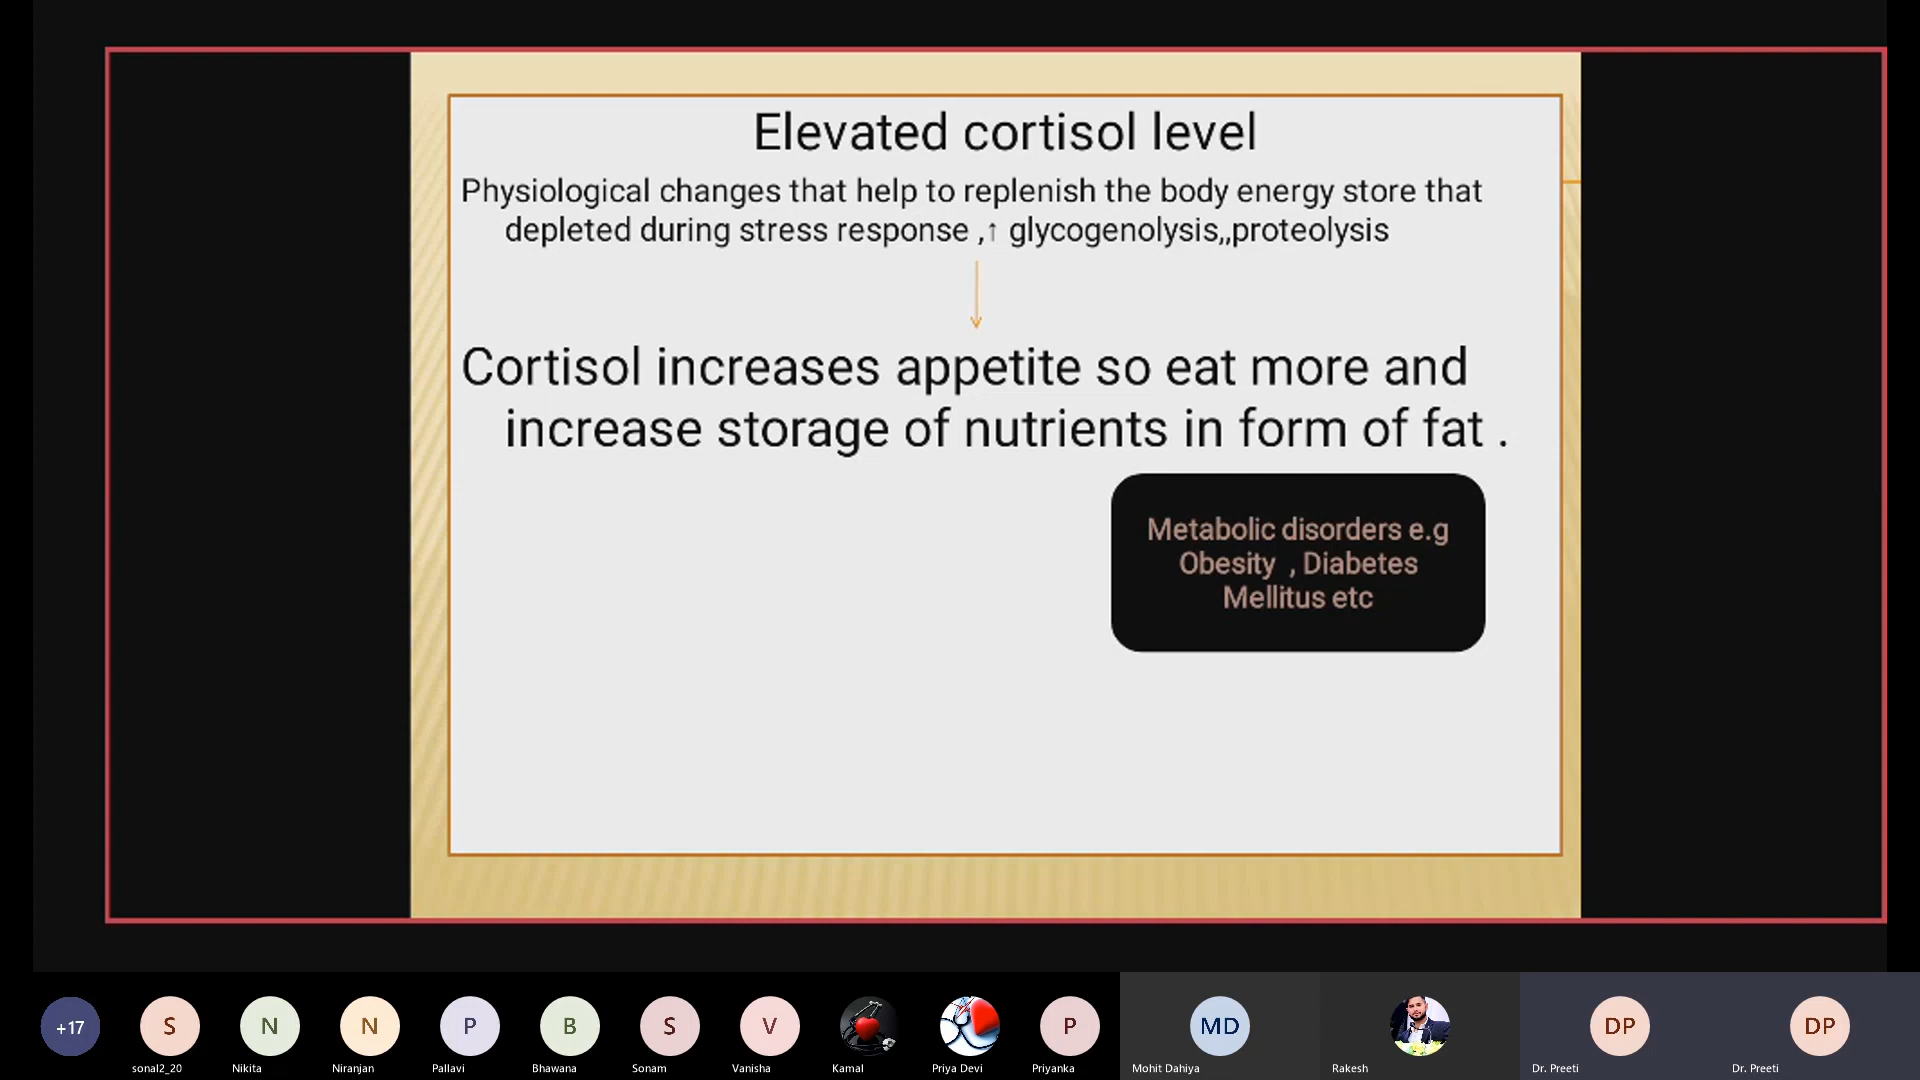 Elevated cortisol level
Physiological changes that help to replenish the body energy store that
depleted during stress response ,↑ glycogenolysis,,proteolysis
Cortisol increases appetite so eat more and
increase storage of nutrients in form of fat .
Metabolic disorders e.g
Obesity , Diabetes
Mellitus etc
+17
S
N
N
P
B
S
V
P
MD
DP
DP
sonal2_20
Nikita
Niranjan
Pallavi
Bhawana
Sonam
Vanisha
Kamal
Priya Devi
Priyanka
Mohit Dahiya
Rakesh
Dr. Preeti
Dr. Preeti